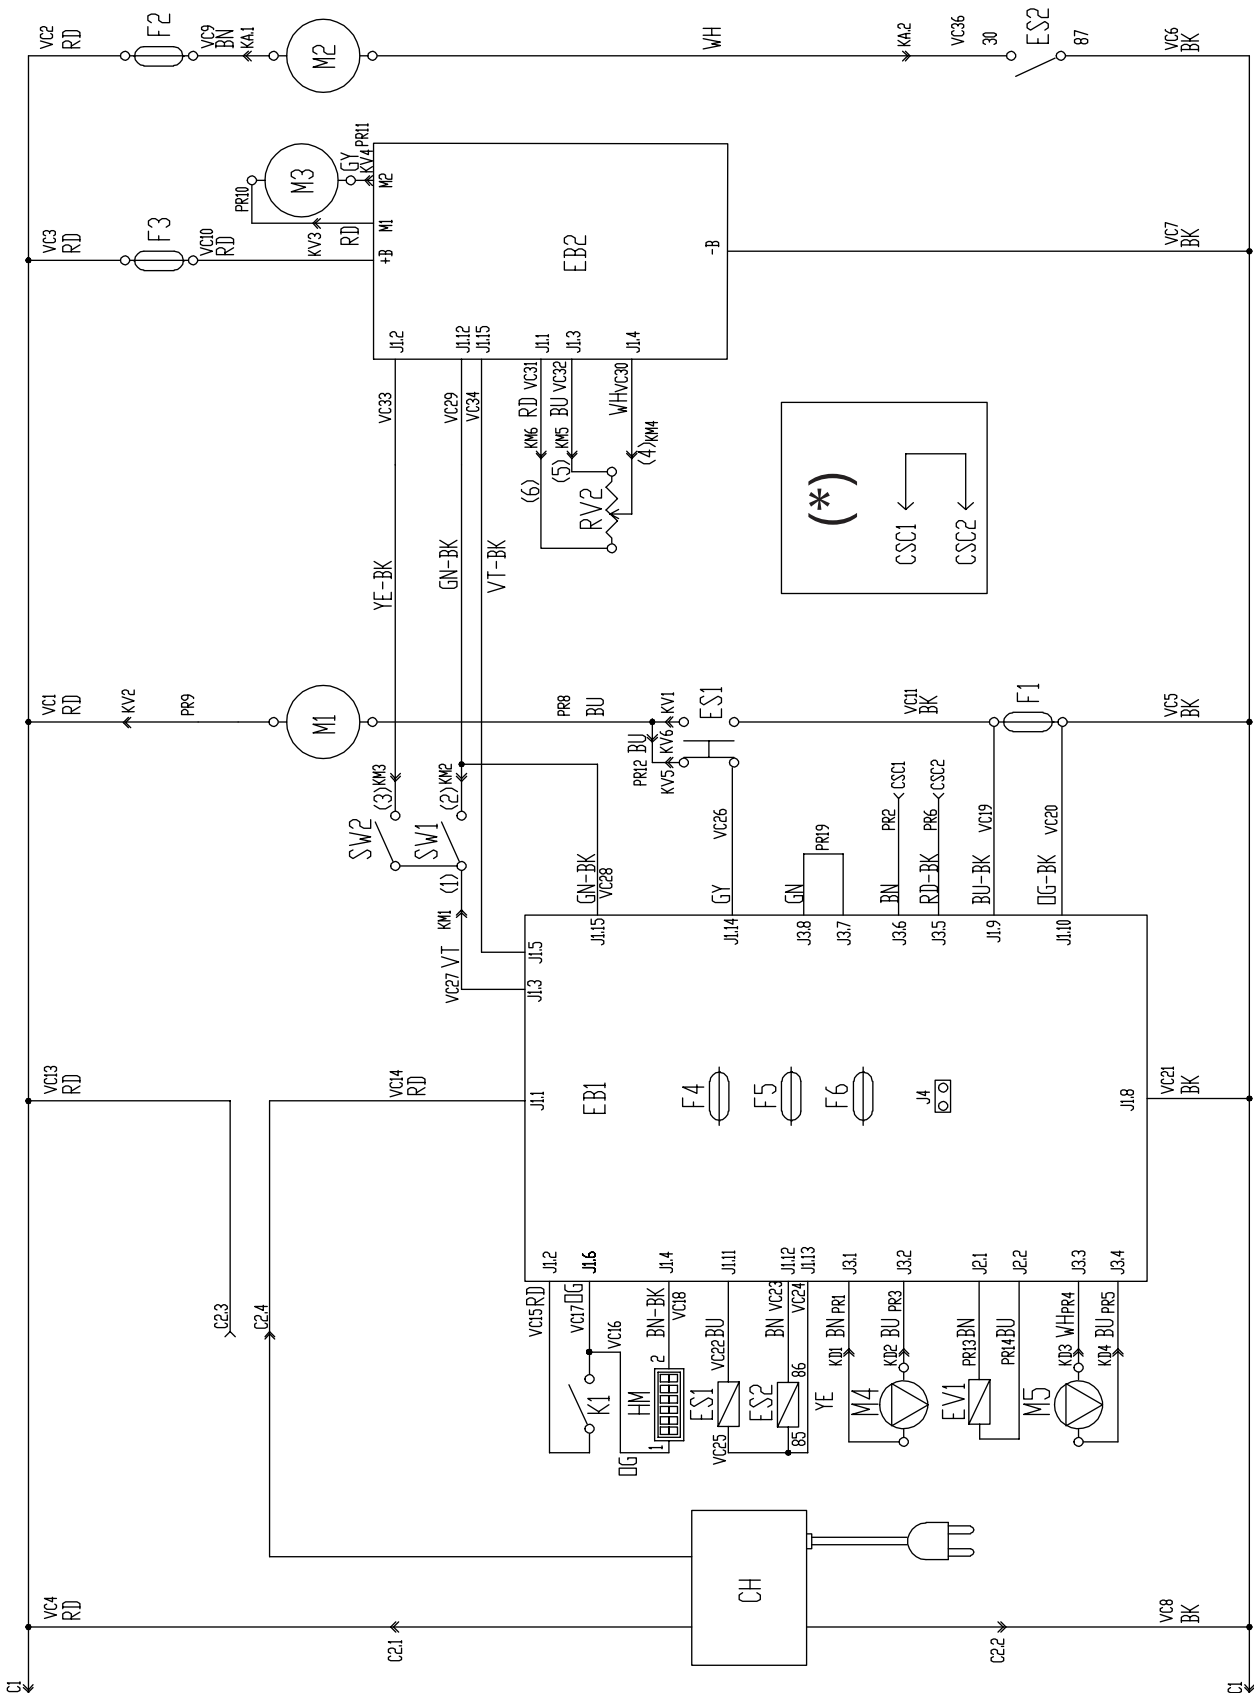 C1
VC4
RD
VC13
RD
VC1
RD
VC3
RD
VC2
RD
C2.3
C2.4
VC14
RD
KV2
PR9
M1
F3
VC10
RD
F2
VC9
BN
KA.1
M2
PR10
M3
KV3
RD
GY
KV4
PR11
+B
M1
M2
C2.1
SW2
(3)
KM3
YE-BK
VC33
J1.2
SW1
(1)
(2)
KM2
GN-BK
VC29
J1.12
VC34
J1.15
VT-BK
VC27
VT
KM1
J1.3
J1.5
EB2
-B
WH
(6)
KM6
RD
VC31
J1.1
(5)
KM5
BU
VC32
J1.3
RV2
(4)
KM4
WH
VC30
J1.4
VC15
RD
J1.2
VC17
OG
J1.6
VC16
K1
J1.1
EB1
GN-BK
VC28
J1.15
PR8
BU
OG
1
HM
2
BN-BK
VC18
J1.4
PR12
BU
KV5
KV6
KV1
ES1
VC25
ES1
VC22
BU
J1.11
F4
J1.14
GY
VC26
CH
85
ES2
86
BN
VC23
VC24
J1.12
J1.13
F5
J3.8
GN
J3.7
PR19
YE
M4
KD1
BN
PR1
J3.1
F6
KD2
BU
PR3
J3.2
J3.6
BN
PR2
CSC1
J3.5
RD-BK
PR6
CSC2
J4
EV1
PR13
BN
J2.1
PR14
BU
J2.2
J1.9
BU-BK
VC19
VC11
BK
F1
M5
KD3
WH
PR4
J3.3
KD4
BU
PR5
J3.4
J1.10
OG-BK
VC20
J1.8
(*)
CSC1
CSC2
KA.2
VC36
30
ES2
87
C2.2
VC8
BK
VC21
BK
VC5
BK
VC7
BK
VC6
BK
C1